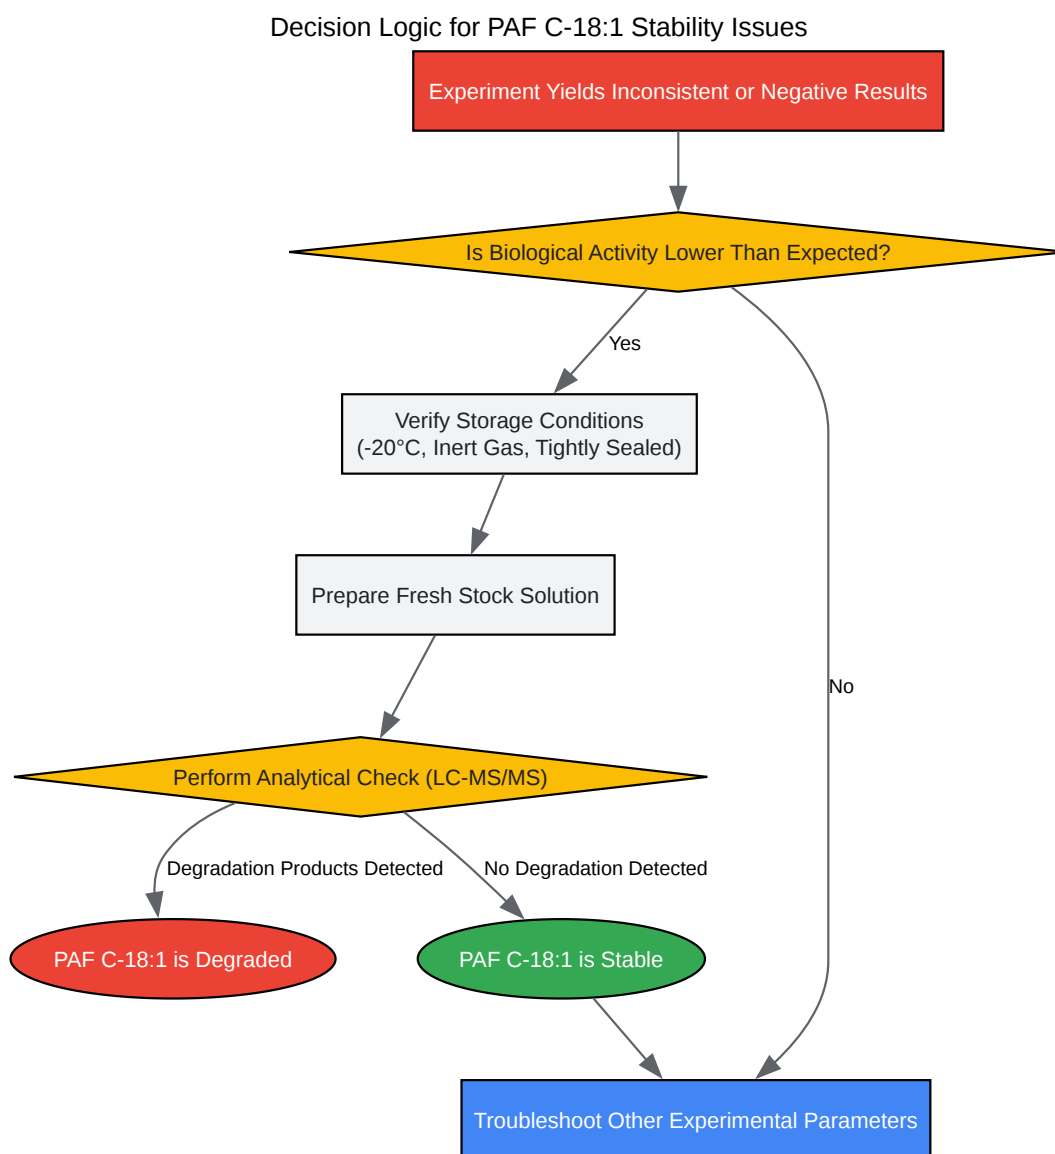 Decision Logic for PAF C-18:1 Stability Issues
Experiment Yields Inconsistent or Negative Results
Is Biological Activity Lower Than Expected?
Yes
Verify Storage Conditions
(-20°C, Inert Gas, Tightly Sealed)
Prepare Fresh Stock Solution
No
Perform Analytical Check (LC-MS/MS)
Degradation Products Detected
No Degradation Detected
PAF C-18:1 is Degraded
PAF C-18:1 is Stable
Troubleshoot Other Experimental Parameters